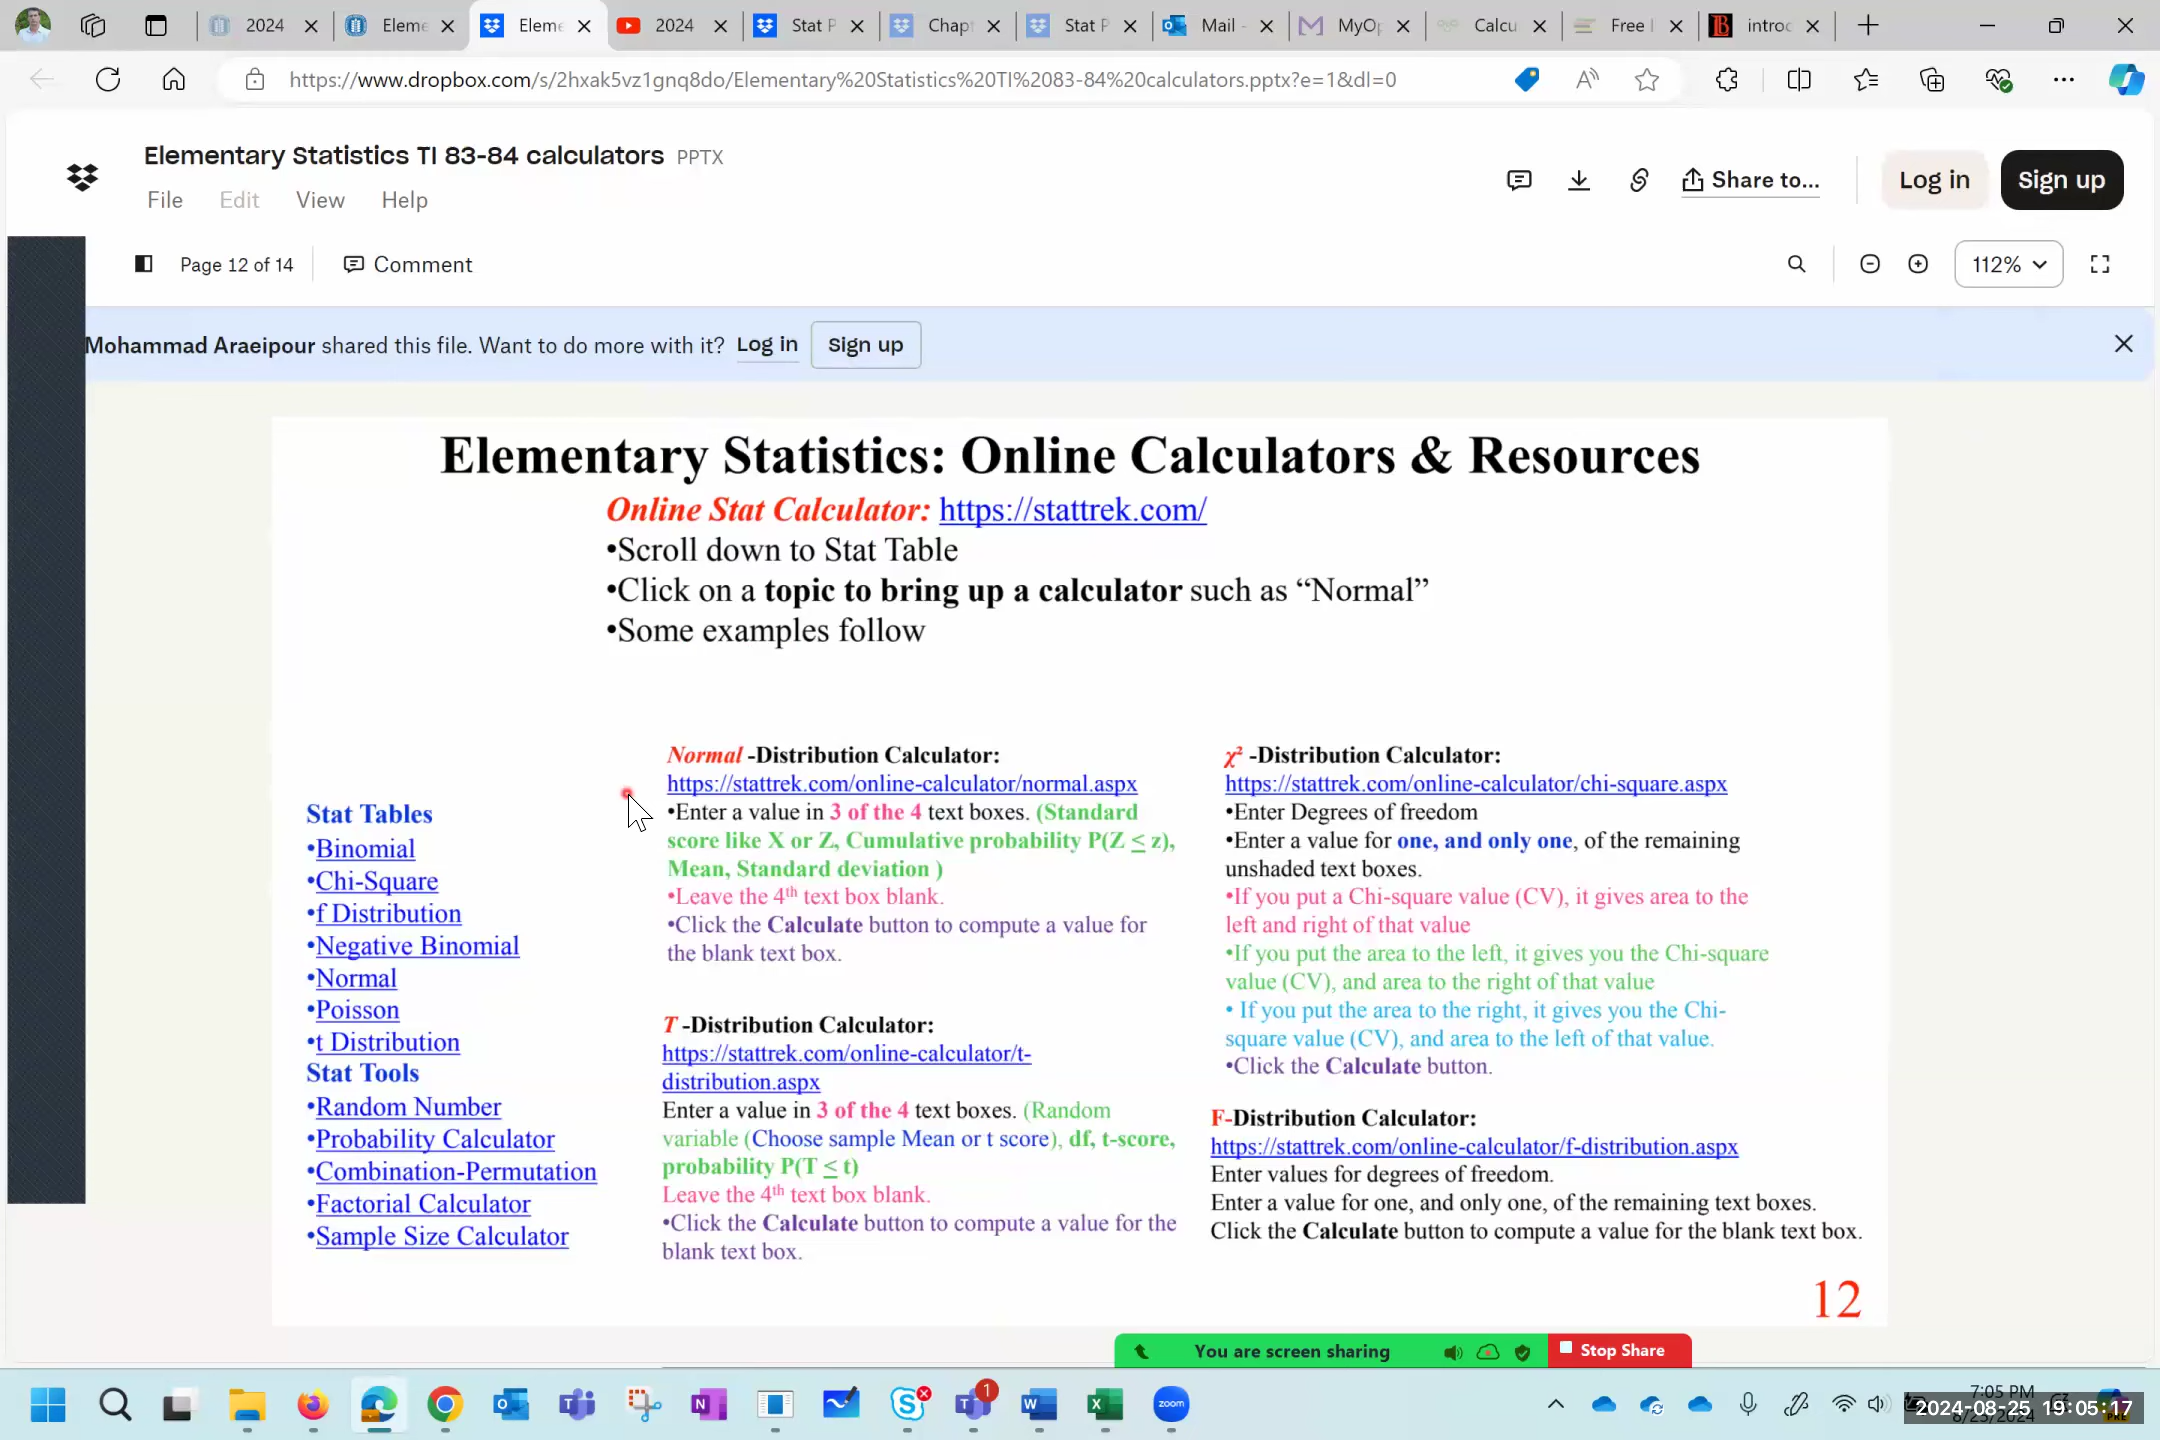 2024
Eleme
Eleme
2024
Stat P
Chap
Stat P
Mail -
MyOp
Calcu
Free
introc
https://www.dropbox.com/s/2hxak5vz1gnq8do/Elementary%20Statistics%20TI%2083-84%20calculators.pptx?e=1&dl=0
Elementary Statistics TI 83-84 calculators PPTX
File Edit View Help
Share to...
Log in
Sign up
Page 12 of 14
Comment
112%
Mohammad Araeipour shared this file. Want to do more with it? Log in Sign up
Elementary Statistics: Online Calculators & Resources
Online Stat Calculator: https://stattrek.com/
•Scroll down to Stat Table
•Click on a topic to bring up a calculator such as “Normal”
•Some examples follow
Stat Tables
•Binomial
•Chi-Square
•f Distribution
•Negative Binomial
•Normal
•Poisson
•t Distribution
Stat Tools
•Random Number
•Probability Calculator
•Combination-Permutation
•Factorial Calculator
•Sample Size Calculator
Normal -Distribution Calculator:
https://stattrek.com/online-calculator/normal.aspx
•Enter a value in 3 of the 4 text boxes. (Standard
score like X or Z, Cumulative probability P(Z ≤ z),
Mean, Standard deviation )
•Leave the 4th text box blank.
•Click the Calculate button to compute a value for
the blank text box.
T -Distribution Calculator:
https://stattrek.com/online-calculator/t-
distribution.aspx
Enter a value in 3 of the 4 text boxes. (Random
variable (Choose sample Mean or t score), df, t-score,
probability P(T ≤ t)
Leave the 4th text box blank.
•Click the Calculate button to compute a value for the
blank text box.
χ² -Distribution Calculator:
https://stattrek.com/online-calculator/chi-square.aspx
•Enter Degrees of freedom
•Enter a value for one, and only one, of the remaining
unshaded text boxes.
•If you put a Chi-square value (CV), it gives area to the
left and right of that value
•If you put the area to the left, it gives you the Chi-square
value (CV), and area to the right of that value
• If you put the area to the right, it gives you the Chi-
square value (CV), and area to the left of that value.
•Click the Calculate button.
F-Distribution Calculator:
https://stattrek.com/online-calculator/f-distribution.aspx
Enter values for degrees of freedom.
Enter a value for one, and only one, of the remaining text boxes.
Click the Calculate button to compute a value for the blank text box.
12
You are screen sharing
Stop Share
1
zoom
7:05 PM
2024-08-25 19:05:17